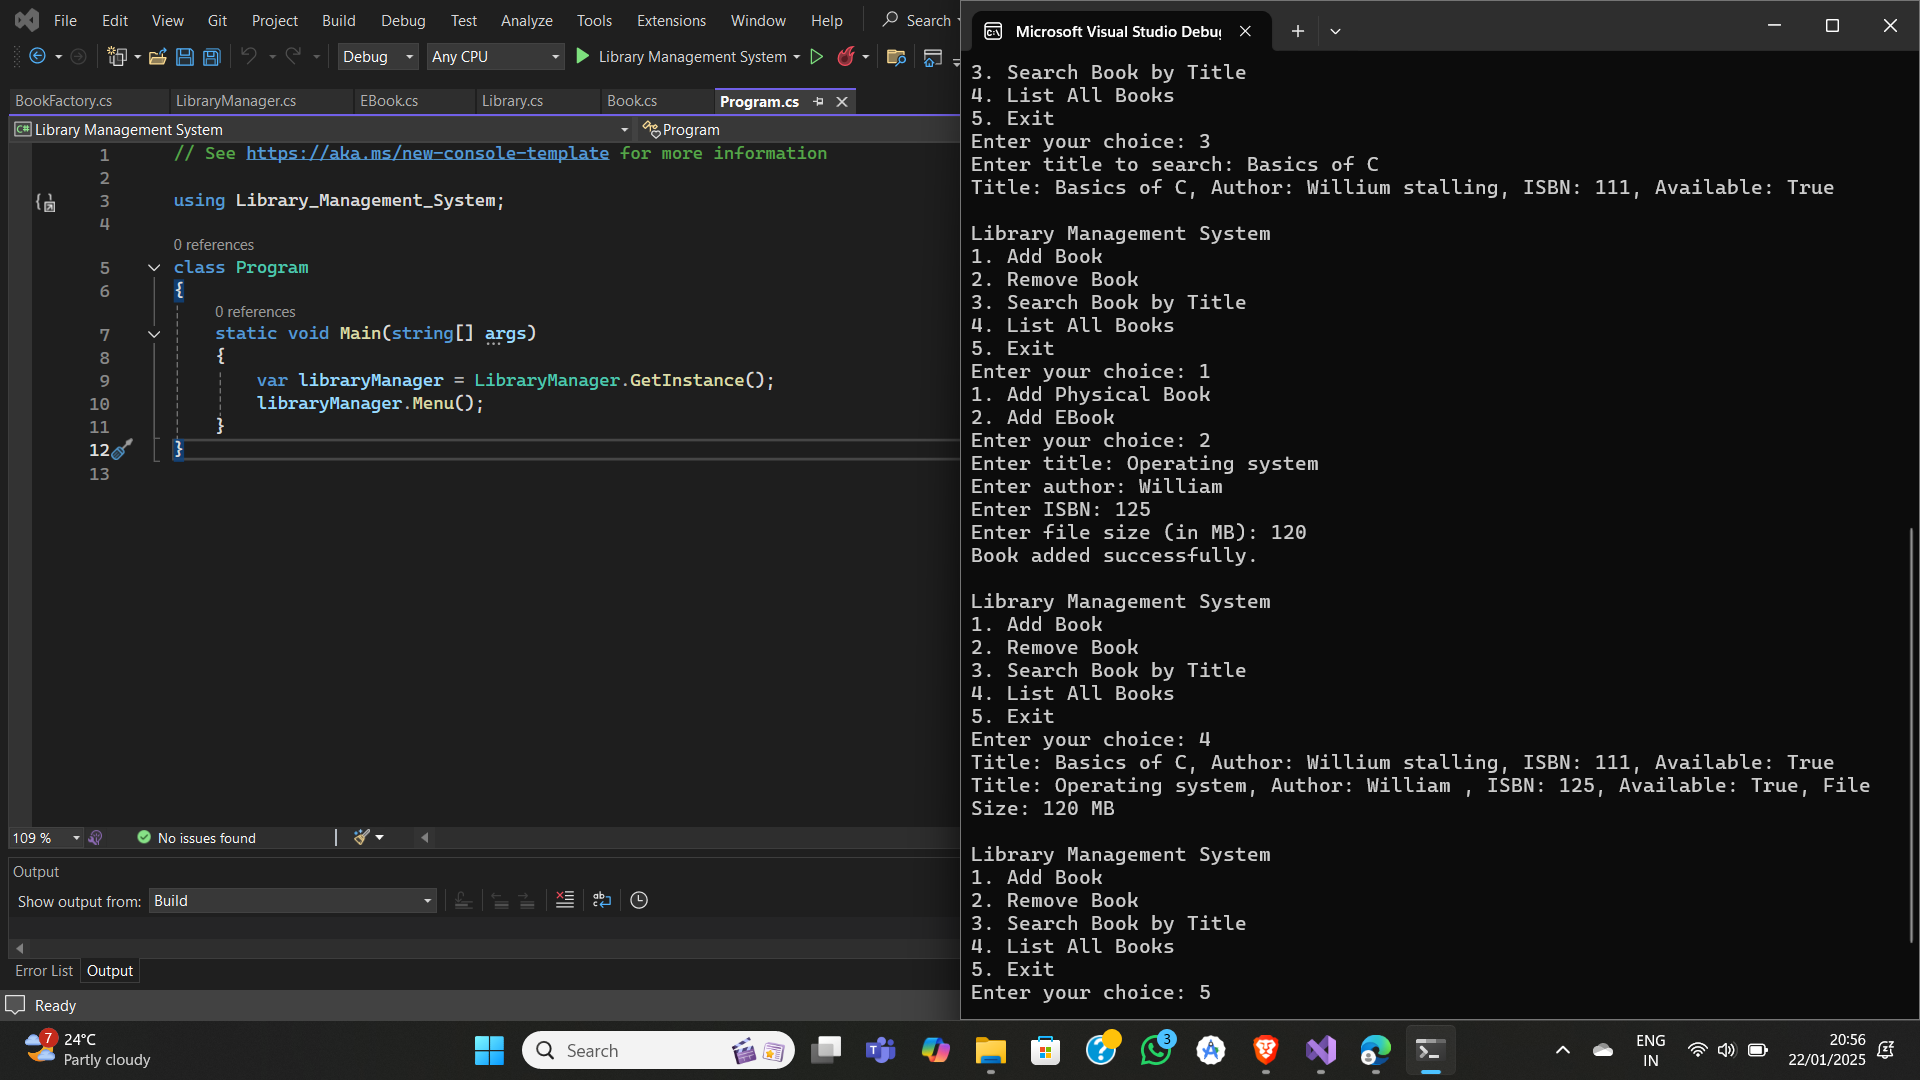 File Edit View Git Project Build Debug Test Analyze Tools Extensions Window Help Search
Debug Any CPU Library Management System
BookFactory.cs LibraryManager.cs EBook.cs Library.cs Book.cs Program.cs
C# Library Management System Program
1 // See https://aka.ms/new-console-template for more information
2
3 using Library_Management_System;
4
0 references
5 class Program
6 {
0 references
7 static void Main(string[] args)
8 {
9 var libraryManager = LibraryManager.GetInstance();
10 libraryManager.Menu();
11 }
12 }
13
109 % No issues found
Output
Show output from: Build
Error List Output
Ready
Microsoft Visual Studio Debug
3. Search Book by Title
4. List All Books
5. Exit
Enter your choice: 3
Enter title to search: Basics of C
Title: Basics of C, Author: Willium stalling, ISBN: 111, Available: True
Library Management System
1. Add Book
2. Remove Book
3. Search Book by Title
4. List All Books
5. Exit
Enter your choice: 1
1. Add Physical Book
2. Add EBook
Enter your choice: 2
Enter title: Operating system
Enter author: William
Enter ISBN: 125
Enter file size (in MB): 120
Book added successfully.
Library Management System
1. Add Book
2. Remove Book
3. Search Book by Title
4. List All Books
5. Exit
Enter your choice: 4
Title: Basics of C, Author: Willium stalling, ISBN: 111, Available: True
Title: Operating system, Author: William , ISBN: 125, Available: True, File
Size: 120 MB
Library Management System
1. Add Book
2. Remove Book
3. Search Book by Title
4. List All Books
5. Exit
Enter your choice: 5
7 24°C
Partly cloudy
Search
3
ENG
IN
20:56
22/01/2025